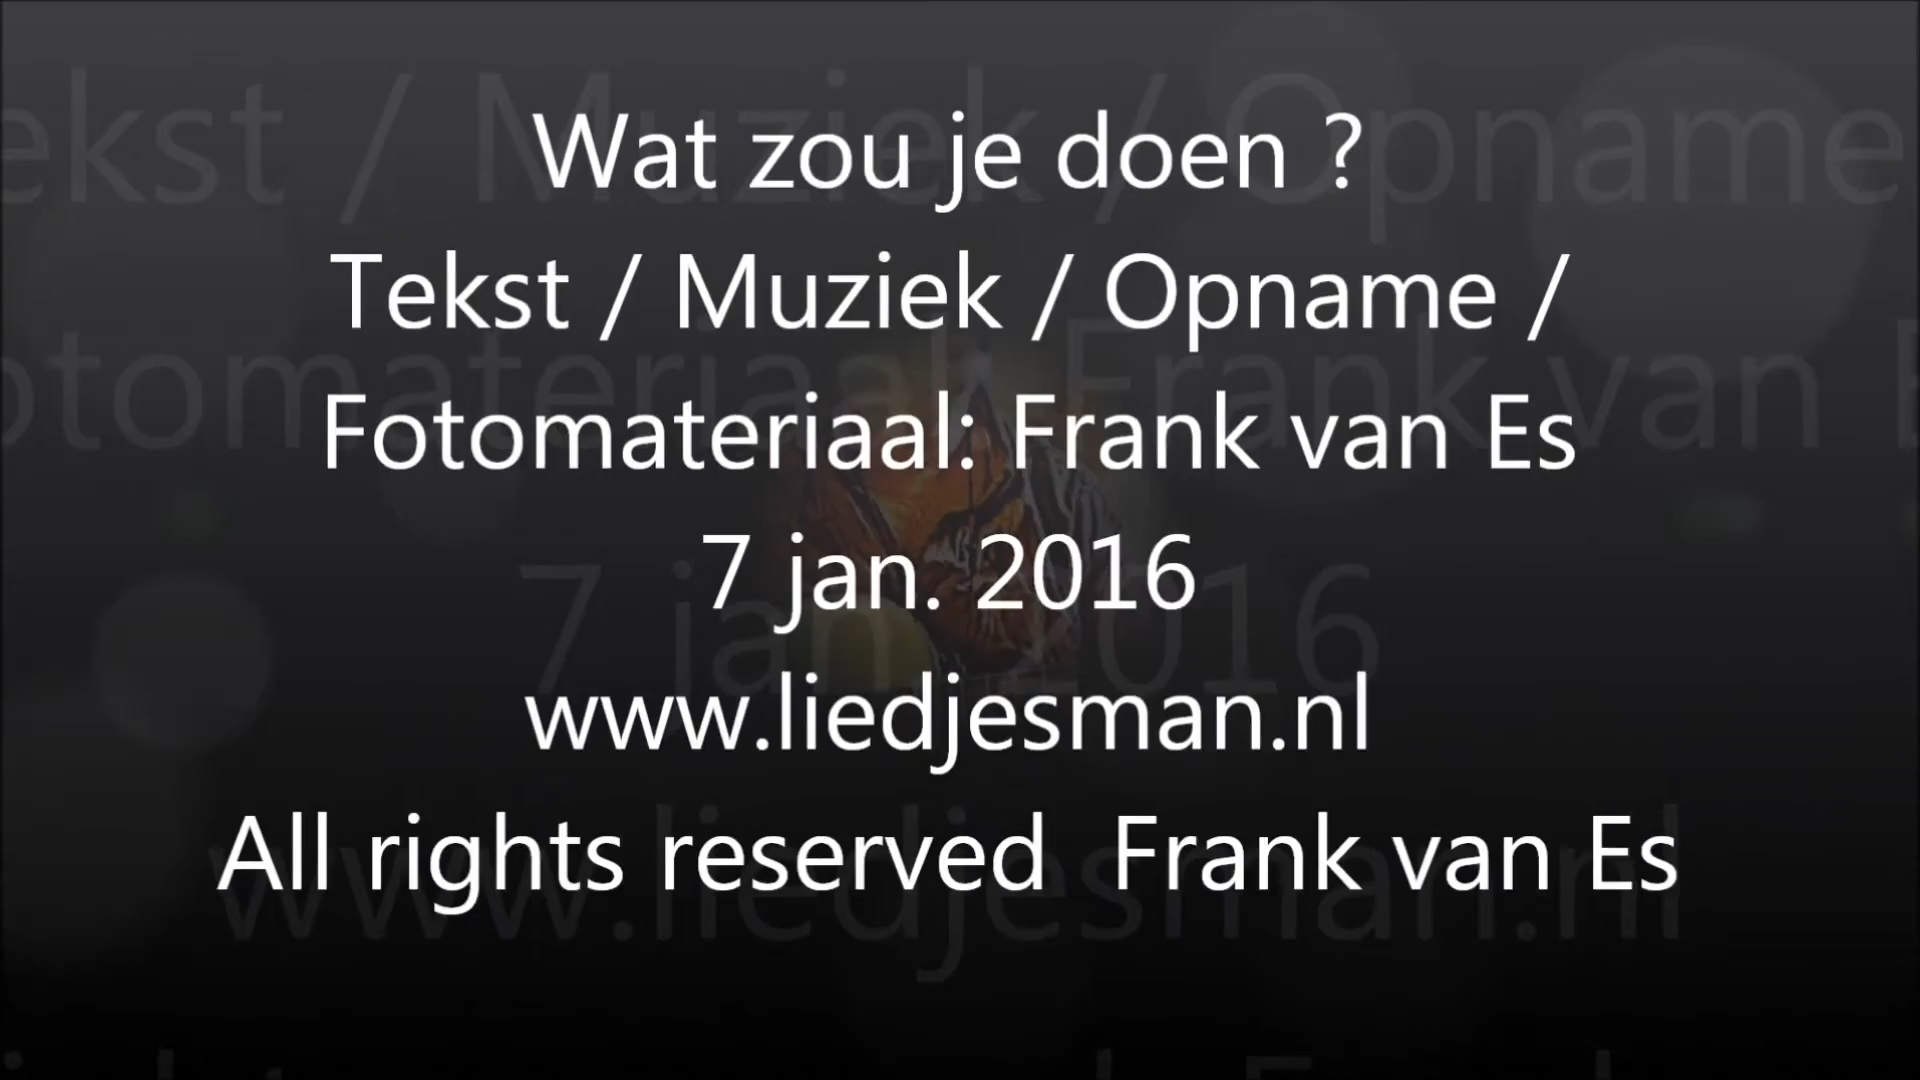 Wat zou je doen ?
Tekst / Muziek / Opname /
Fotomateriaal: Frank van Es
7 jan. 2016
www.liedjesman.nl
All rights reserved  Frank van Es